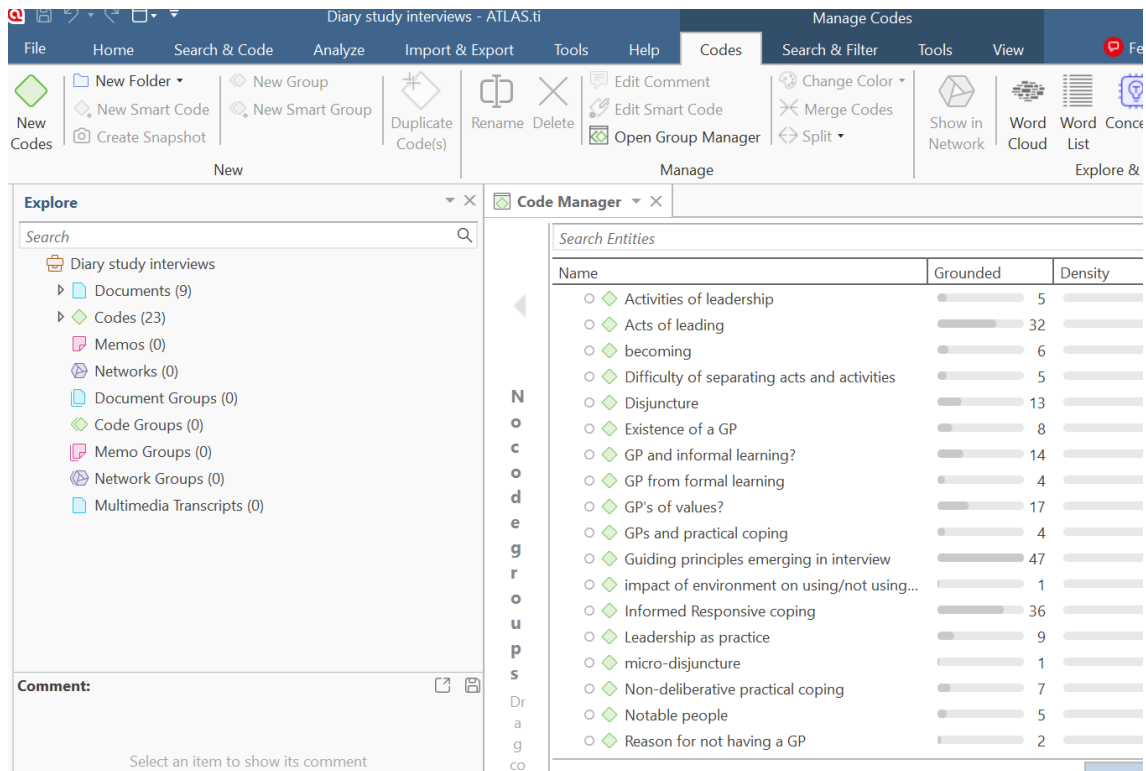 Diary study interviews - ATLAS.ti
Manage Codes
File Home Search & Code Analyze Import & Export Tools Help Codes Search & Filter Tools View
New Codes
New Folder
New Smart Code
Create Snapshot
New Group
New Smart Group
New
Duplicate Code(s)
Rename Delete
Edit Comment
Edit Smart Code
Open Group Manager
Change Color
Merge Codes
Split
Manage
Show in Network
Word Cloud
Word List
Explore &
Explore
Search
Diary study interviews
Documents (9)
Codes (23)
Memos (0)
Networks (0)
Document Groups (0)
Code Groups (0)
Memo Groups (0)
Network Groups (0)
Multimedia Transcripts (0)
Comment:
Select an item to show its comment
Code Manager
No code groups
Search Entities
Name Grounded Density
Activities of leadership 5
Acts of leading 32
becoming 6
Difficulty of separating acts and activities 5
Disjuncture 13
Existence of a GP 8
GP and informal learning? 14
GP from formal learning 4
GP's of values? 17
GPs and practical coping 4
Guiding principles emerging in interview 47
impact of environment on using/not using... 1
Informed Responsive coping 36
Leadership as practice 9
micro-disjuncture 1
Non-deliberative practical coping 7
Notable people 5
Reason for not having a GP 2